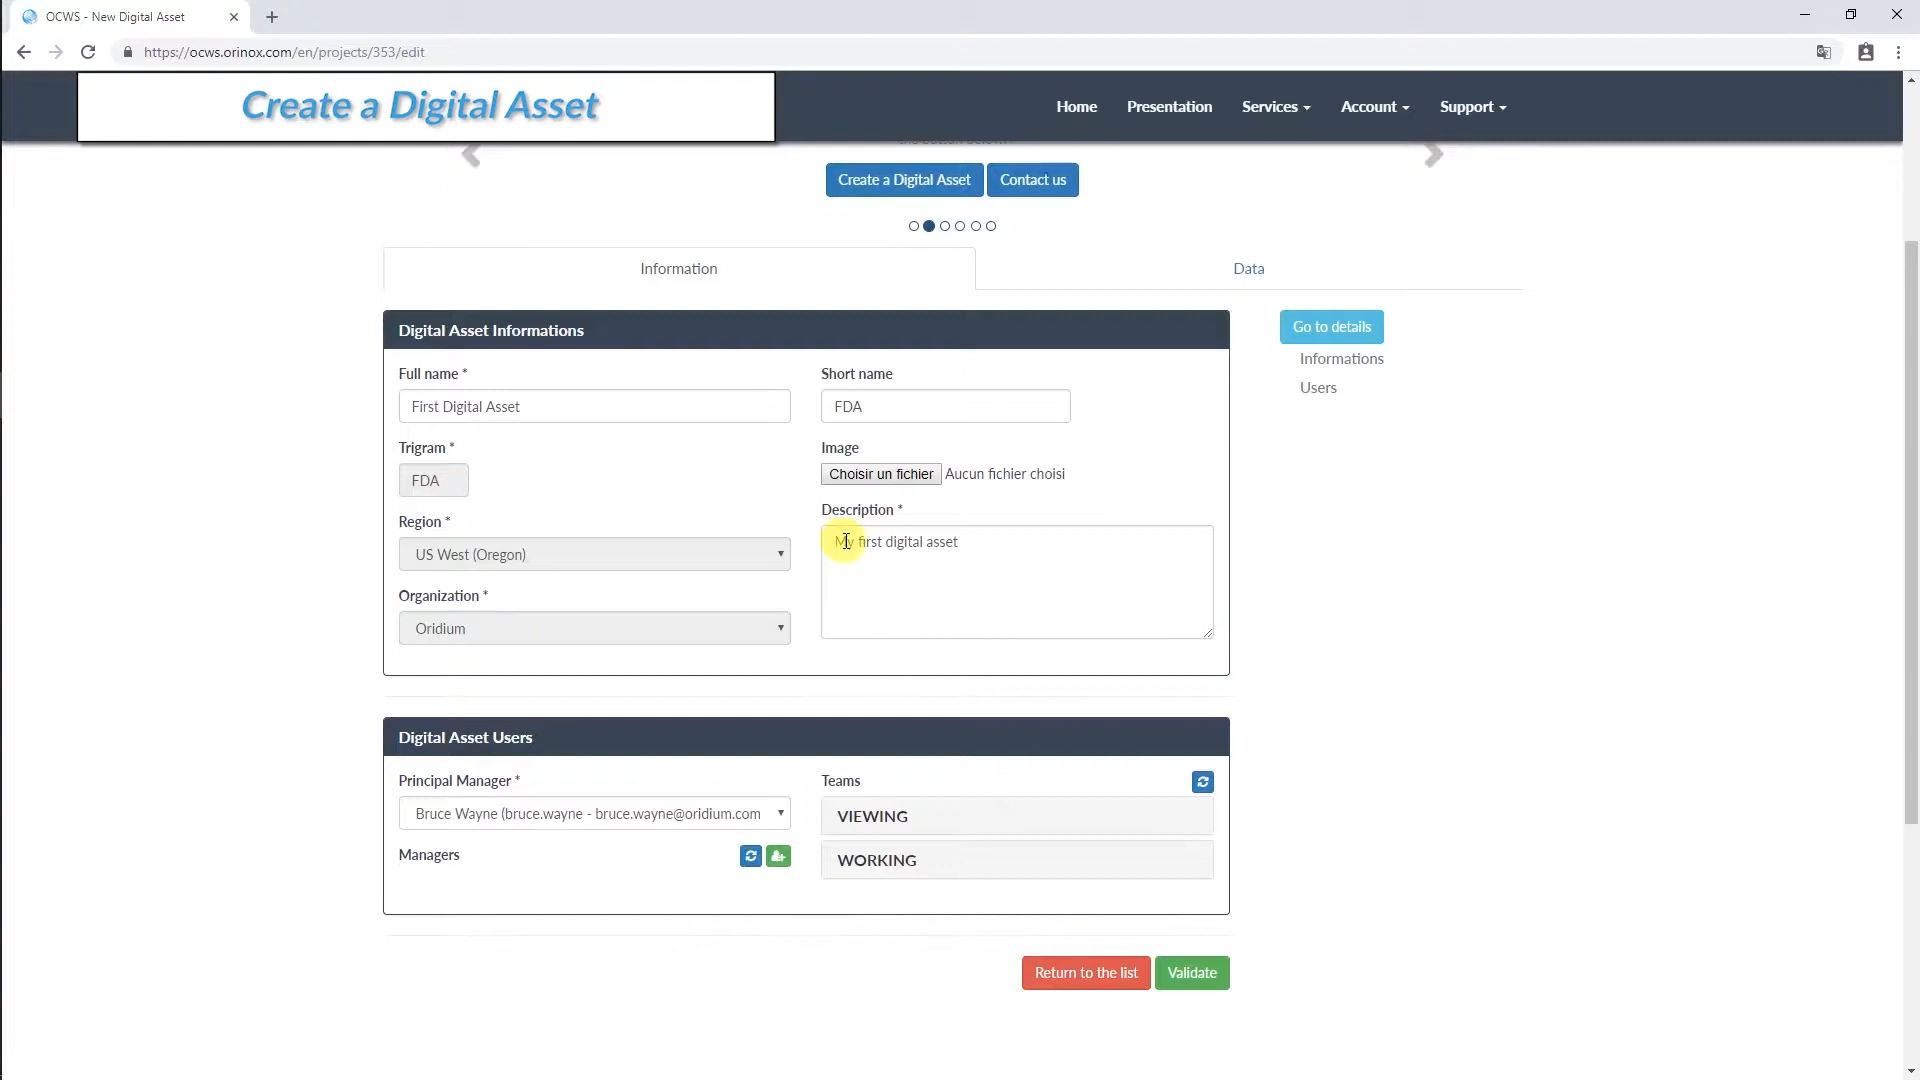 OCWS - New Digital Asset
https://ocws.orinox.com/en/projects/353/edit
Create a Digital Asset
Home Presentation Services Account Support
Create a Digital Asset Contact us
Information Data
Digital Asset Informations
Go to details
Informations
Users
Full name *
Short name
First Digital Asset
FDA
Trigram *
Image
FDA
Choisir un fichier Aucun fichier choisi
Region *
Description *
US West (Oregon)
My first digital asset
Organization *
Oridium
Digital Asset Users
Principal Manager *
Teams
Bruce Wayne (bruce.wayne - bruce.wayne@oridium.com
VIEWING
Managers
WORKING
Return to the list Validate